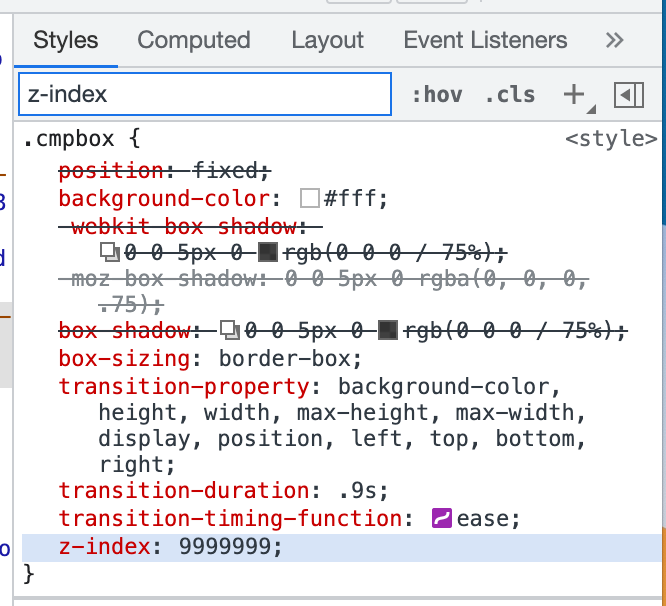 Styles Computed Layout Event Listeners »
z-index :hov .cls +
.cmpbox { <style>
position: fixed;
background-color: #fff;
-webkit-box-shadow:
0 0 5px 0 rgb(0 0 0 / 75%);
-moz-box-shadow: 0 0 5px 0 rgba(0, 0, 0,
.75);
box-shadow: 0 0 5px 0 rgb(0 0 0 / 75%);
box-sizing: border-box;
transition-property: background-color,
height, width, max-height, max-width,
display, position, left, top, bottom,
right;
transition-duration: .9s;
transition-timing-function: ease;
z-index: 9999999;
}